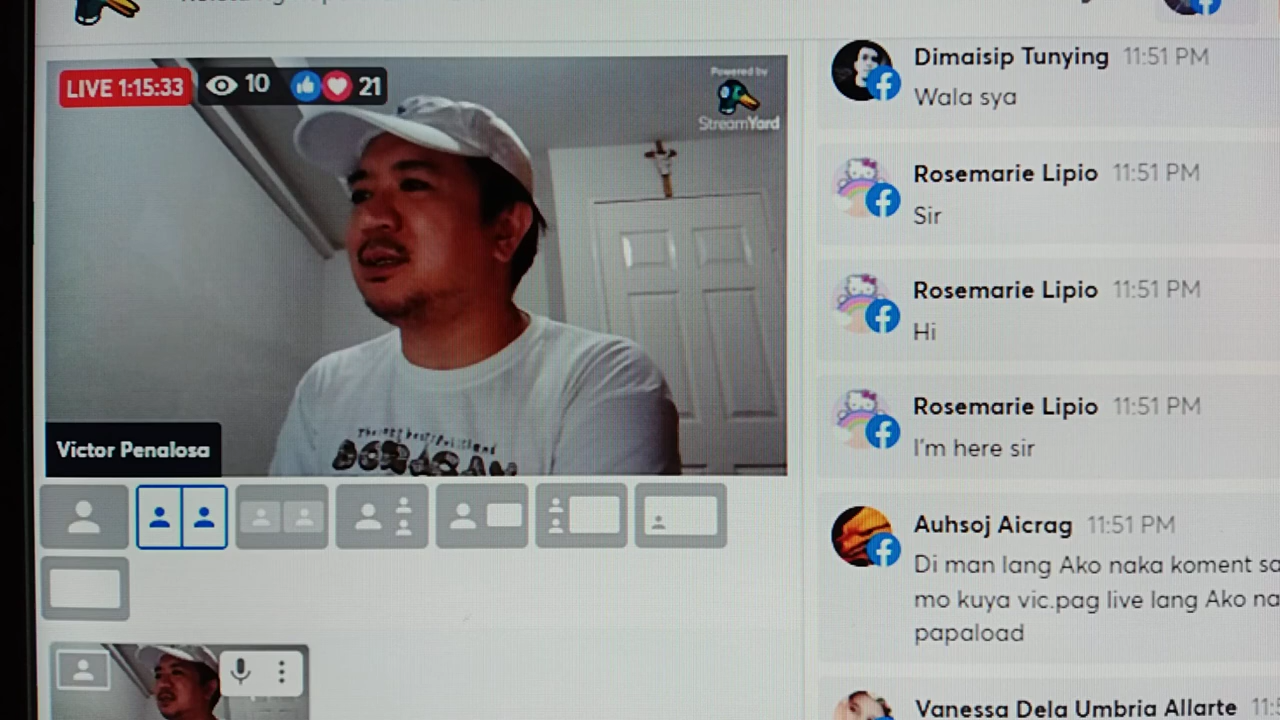 LIVE 1:15:33
10
21
Powered by
StreamYard
Victor Penalosa
Dimaisip Tunying 11:51 PM
Wala sya
Rosemarie Lipio 11:51 PM
Sir
Rosemarie Lipio 11:51 PM
Hi
Rosemarie Lipio 11:51 PM
I'm here sir
Auhsoj Aicrag 11:51 PM
Di man lang Ako naka koment sa
mo kuya vic.pag live lang Ako na
papaload
Vanessa Dela Umbria Allarte